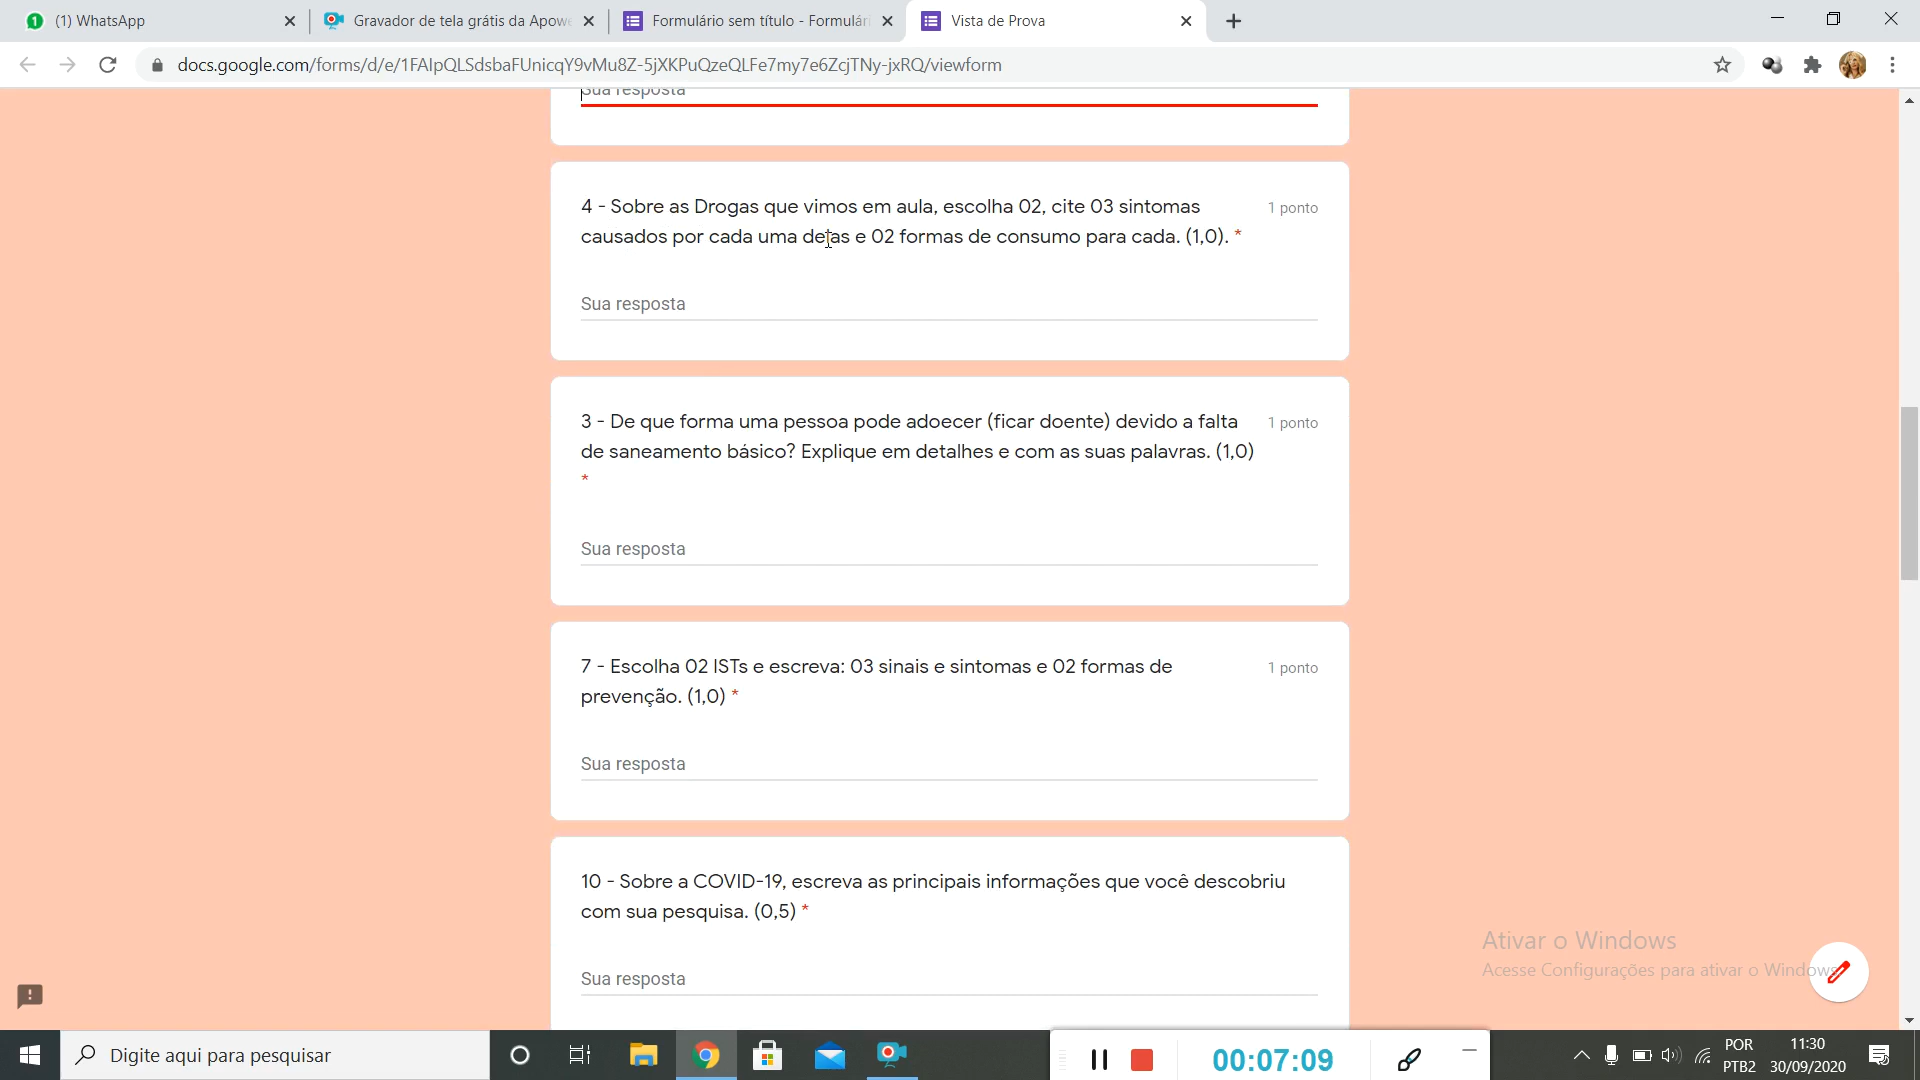 (1) WhatsApp
Gravador de tela grátis da Apowe
Formulário sem título - Formulári
Vista de Prova
docs.google.com/forms/d/e/1FAIpQLSdsbaFUnicqY9vMu8Z-5jXKPuQzeQLFe7my7e6ZcjTNy-jxRQ/viewform
Sua resposta
4 - Sobre as Drogas que vimos em aula, escolha 02, cite 03 sintomas
causados por cada uma delas e 02 formas de consumo para cada. (1,0). *
1 ponto
Sua resposta
3 - De que forma uma pessoa pode adoecer (ficar doente) devido a falta
de saneamento básico? Explique em detalhes e com as suas palavras. (1,0)
*
1 ponto
Sua resposta
7 - Escolha 02 ISTs e escreva: 03 sinais e sintomas e 02 formas de
prevenção. (1,0) *
1 ponto
Sua resposta
10 - Sobre a COVID-19, escreva as principais informações que você descobriu
com sua pesquisa. (0,5) *
Sua resposta
Ativar o Windows
Acesse Configurações para ativar o Windows
Digite aqui para pesquisar
00:07:09
POR
PTB2
11:30
30/09/2020